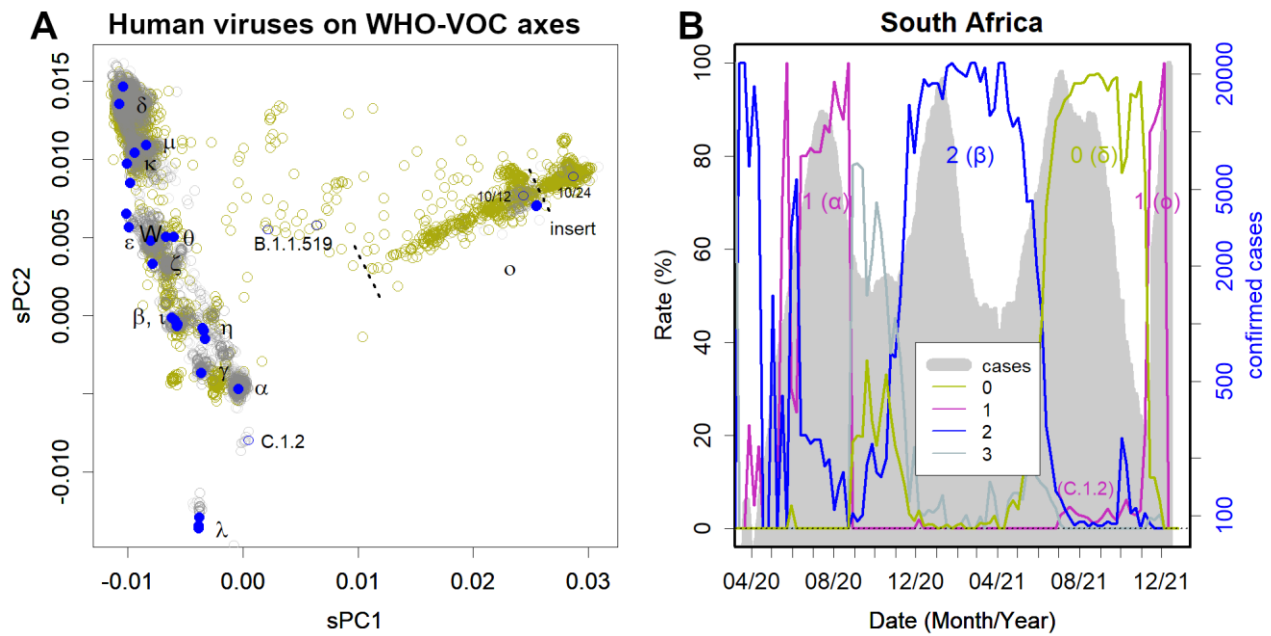 A Human viruses on WHO-VOC axes
0.015
0.010
0.005
0.000
-0.010
sPC2
δ
μ
κ
W
ε
θ
ζ
β, ι
η
γ
α
C.1.2
λ
B.1.1.519
10/12
10/24
insert
ο
-0.01 0.00 0.01 0.02 0.03
sPC1
B South Africa
100
80
60
40
20
0
Rate (%)
20000
5000
2000
500
100
confirmed cases
1 (α)
2 (β)
0 (δ)
1 (ο)
(C.1.2)
cases
0
1
2
3
04/20 08/20 12/20 04/21 08/21 12/21
Date (Month/Year)